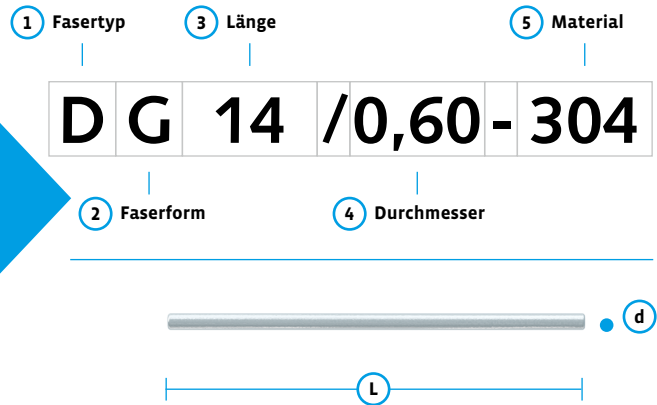 1 Fasertyp 3 Länge 5 Material
D G 14 /0,60 - 304
2 Faserform 4 Durchmesser
d
L